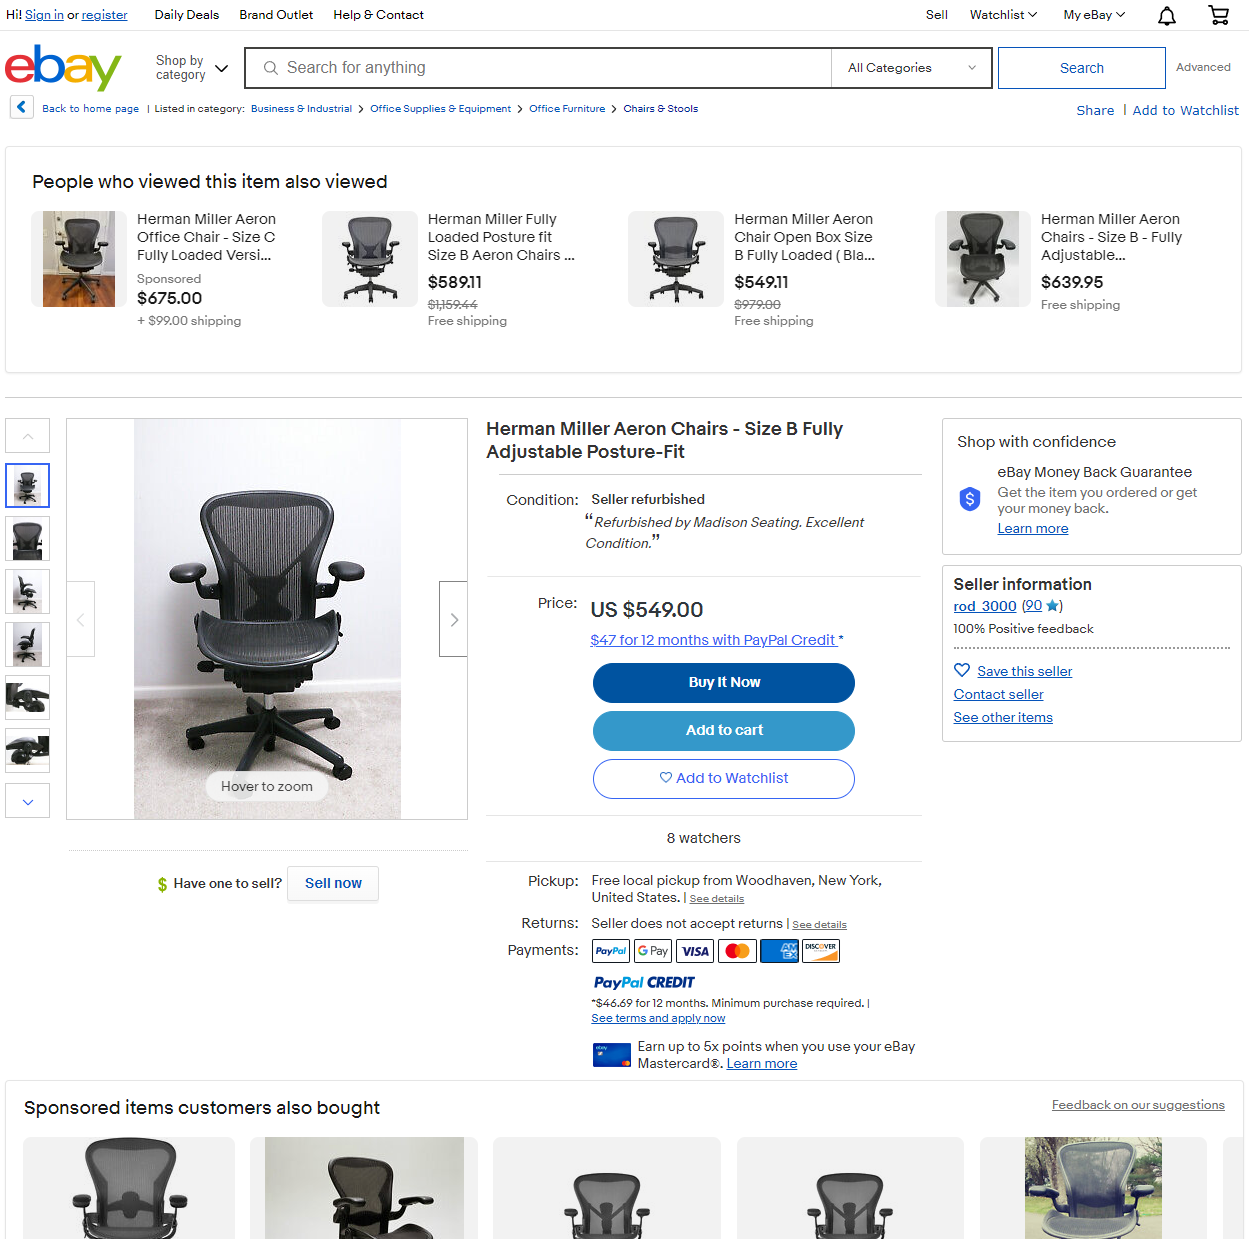 Hi! Sign in or register Daily Deals Brand Outlet Help & Contact Sell Watchlist My eBay
ebay Shop by category Search for anything All Categories Search Advanced
Back to home page | Listed in category: Business & Industrial > Office Supplies & Equipment > Office Furniture > Chairs & Stools
Share | Add to Watchlist
People who viewed this item also viewed
Herman Miller Aeron
Office Chair - Size C
Fully Loaded Versi...
Sponsored
$675.00
+ $99.00 shipping
Herman Miller Fully
Loaded Posture fit
Size B Aeron Chairs ...
$589.11
$1,159.44
Free shipping
Herman Miller Aeron
Chair Open Box Size
B Fully Loaded ( Bla...
$549.11
$979.00
Free shipping
Herman Miller Aeron
Chairs - Size B - Fully
Adjustable...
$639.95
Free shipping
Hover to zoom
$ Have one to sell? Sell now
Herman Miller Aeron Chairs - Size B Fully
Adjustable Posture-Fit
Condition: Seller refurbished
“Refurbished by Madison Seating. Excellent
Condition.”
Price: US $549.00
$47 for 12 months with PayPal Credit *
Buy It Now
Add to cart
Add to Watchlist
8 watchers
Pickup: Free local pickup from Woodhaven, New York,
United States. | See details
Returns: Seller does not accept returns | See details
Payments: PayPal G Pay VISA AMEX DISCOVER
PayPal CREDIT
*$46.69 for 12 months. Minimum purchase required. |
See terms and apply now
ebay
Earn up to 5x points when you use your eBay
Mastercard®. Learn more
Shop with confidence
eBay Money Back Guarantee
$
Get the item you ordered or get
your money back.
Learn more
Seller information
rod_3000 (90 ★)
100% Positive feedback
Save this seller
Contact seller
See other items
Sponsored items customers also bought
Feedback on our suggestions